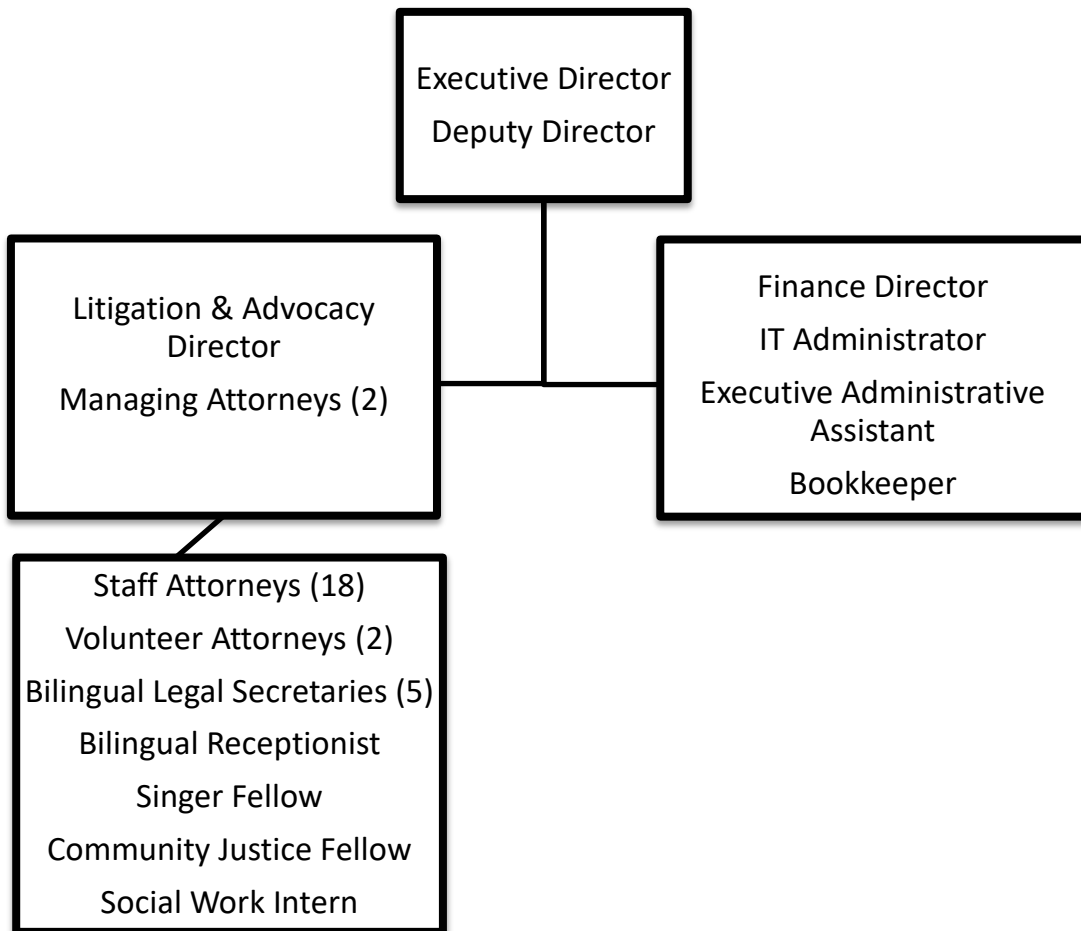 Executive Director
Deputy Director
Litigation & Advocacy
Director
Managing Attorneys (2)
Finance Director
IT Administrator
Executive Administrative
Assistant
Bookkeeper
Staff Attorneys (18)
Volunteer Attorneys (2)
Bilingual Legal Secretaries (5)
Bilingual Receptionist
Singer Fellow
Community Justice Fellow
Social Work Intern